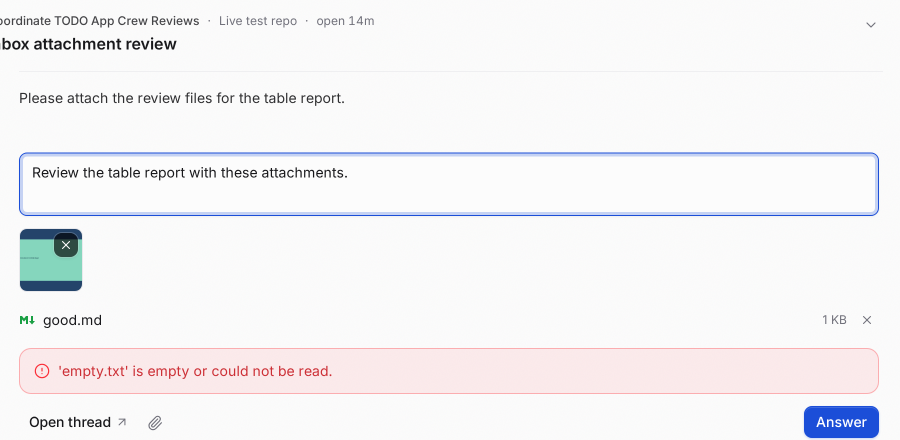 oordinate TODO App Crew Reviews · Live test repo · open 14m
box attachment review
Please attach the review files for the table report.
Review the table report with these attachments.
M↓ good.md 1 KB
'empty.txt' is empty or could not be read.
Open thread ↗ Answer